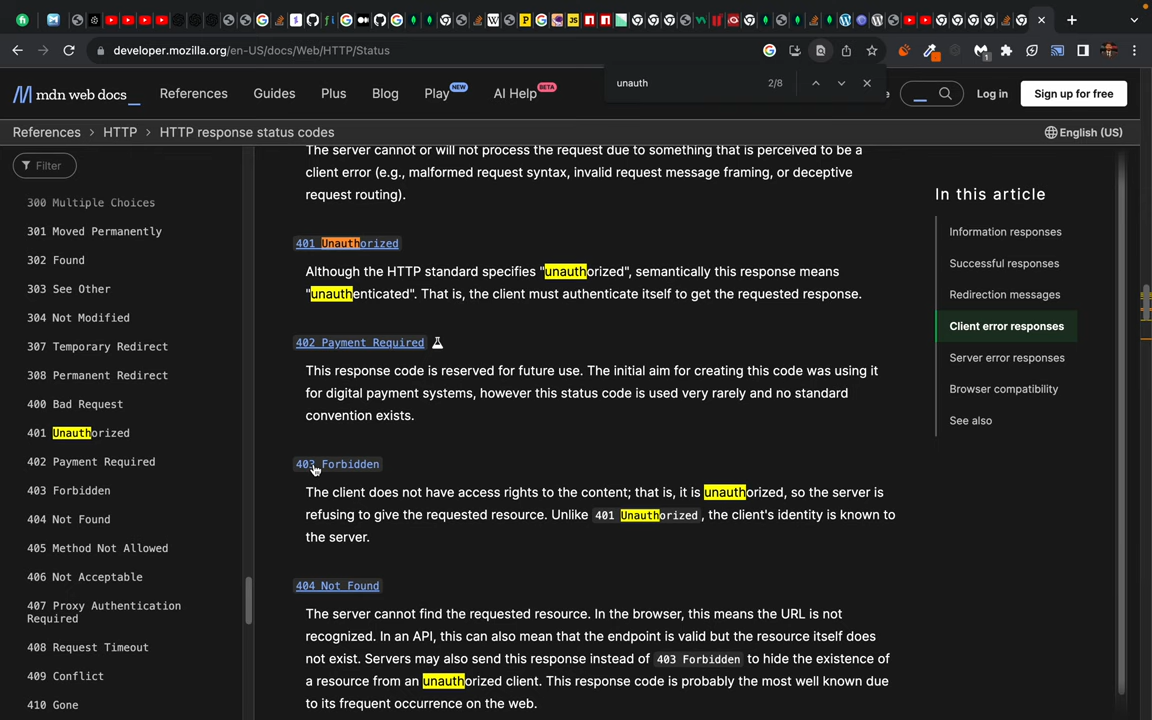 developer.mozilla.org/en-US/docs/Web/HTTP/Status
unauth 2/8
mdn web docs_
References
Guides
Plus
Blog
Play NEW
AI Help BETA
e
Log in
Sign up for free
References > HTTP > HTTP response status codes
English (US)
Filter
300 Multiple Choices
301 Moved Permanently
302 Found
303 See Other
304 Not Modified
307 Temporary Redirect
308 Permanent Redirect
400 Bad Request
401 Unauthorized
402 Payment Required
403 Forbidden
404 Not Found
405 Method Not Allowed
406 Not Acceptable
407 Proxy Authentication
Required
408 Request Timeout
409 Conflict
410 Gone
The server cannot or will not process the request due to something that is perceived to be a
client error (e.g., malformed request syntax, invalid request message framing, or deceptive
request routing).
401 Unauthorized
Although the HTTP standard specifies "unauthorized", semantically this response means
"unauthenticated". That is, the client must authenticate itself to get the requested response.
402 Payment Required
This response code is reserved for future use. The initial aim for creating this code was using it
for digital payment systems, however this status code is used very rarely and no standard
convention exists.
403 Forbidden
The client does not have access rights to the content; that is, it is unauthorized, so the server is
refusing to give the requested resource. Unlike 401 Unauthorized, the client's identity is known to
the server.
404 Not Found
The server cannot find the requested resource. In the browser, this means the URL is not
recognized. In an API, this can also mean that the endpoint is valid but the resource itself does
not exist. Servers may also send this response instead of 403 Forbidden to hide the existence of
a resource from an unauthorized client. This response code is probably the most well known due
to its frequent occurrence on the web.
In this article
Information responses
Successful responses
Redirection messages
Client error responses
Server error responses
Browser compatibility
See also